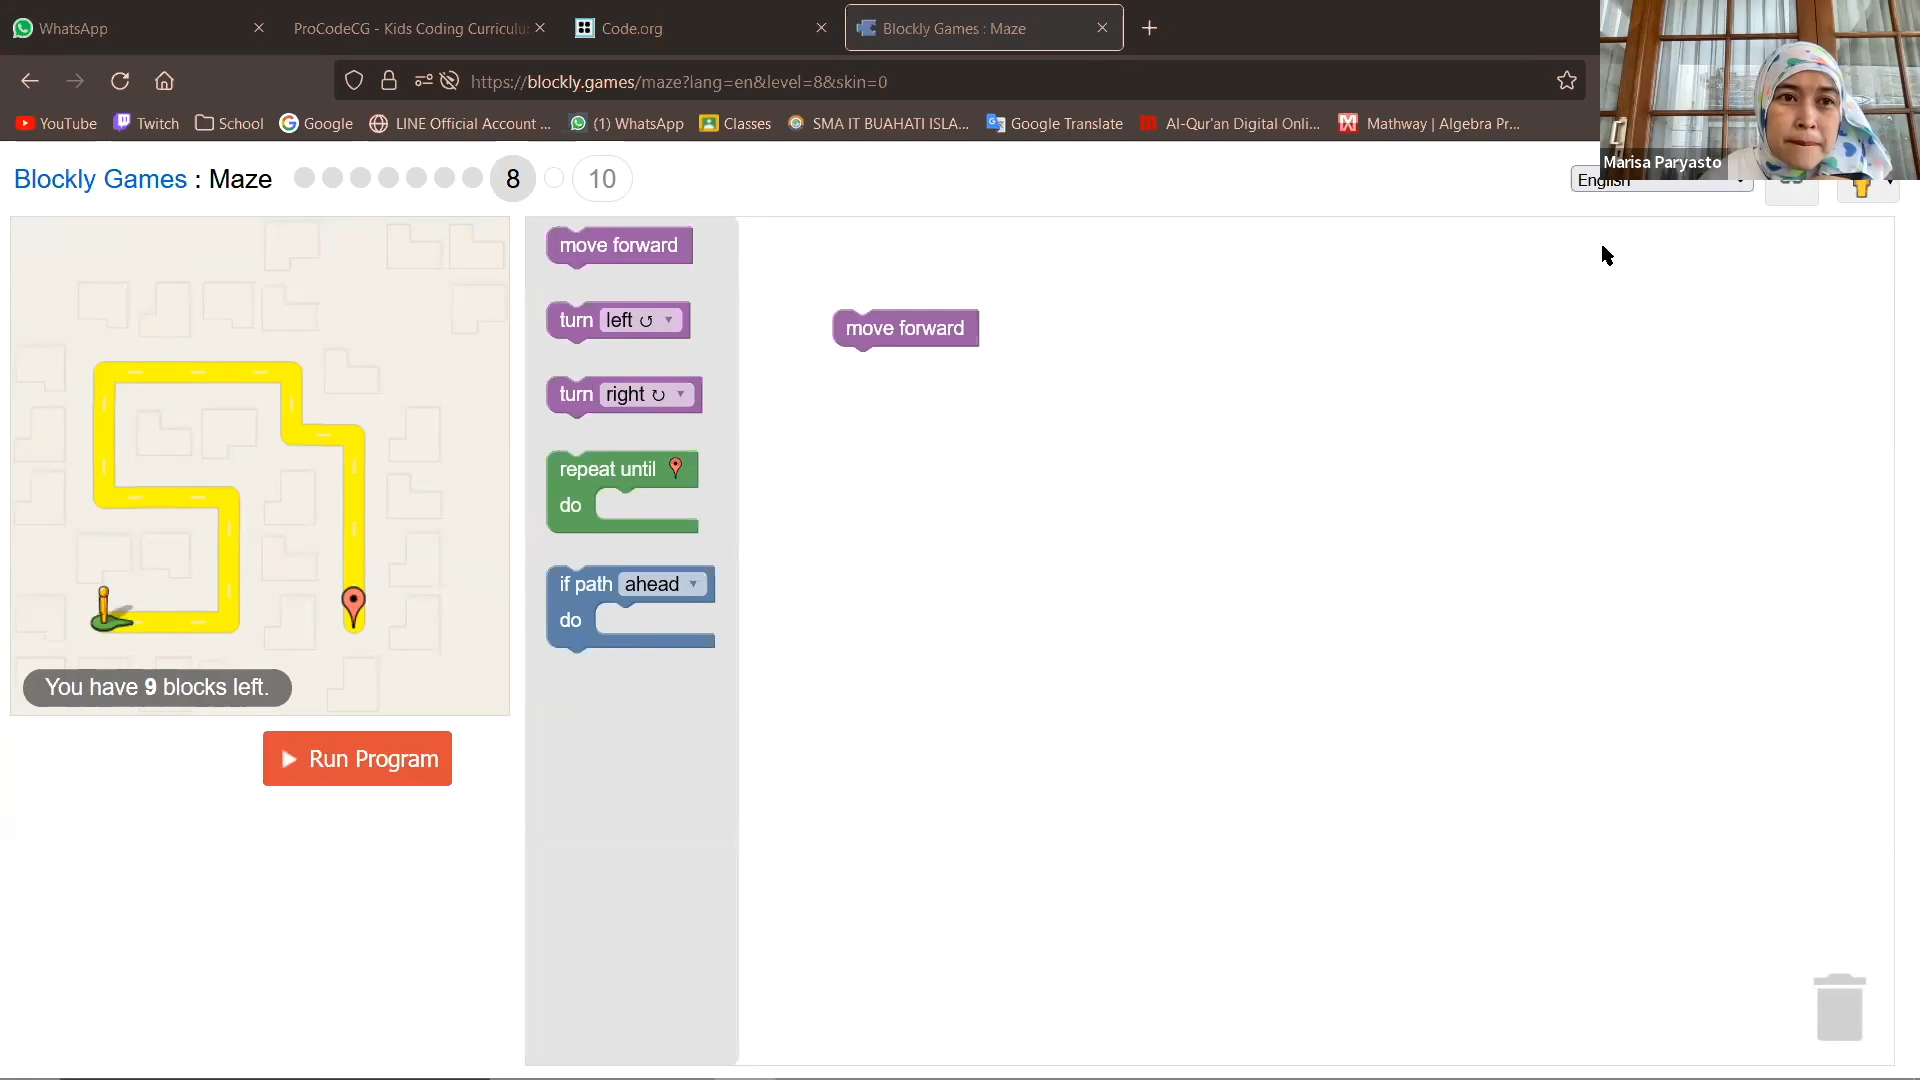 WhatsApp
ProCodeCG - Kids Coding Curriculu
Code.org
Blockly Games : Maze
https://blockly.games/maze?lang=en&level=8&skin=0
YouTube
Twitch
School
Google
LINE Official Account ...
(1) WhatsApp
Classes
SMA IT BUAHATI ISLA...
Google Translate
Al-Qur'an Digital Onli...
Mathway | Algebra Pr...
Marisa Paryasto
Blockly Games : Maze
8
10
English
move forward
turn left
turn right
repeat until
do
if path ahead
do
move forward
You have 9 blocks left.
Run Program